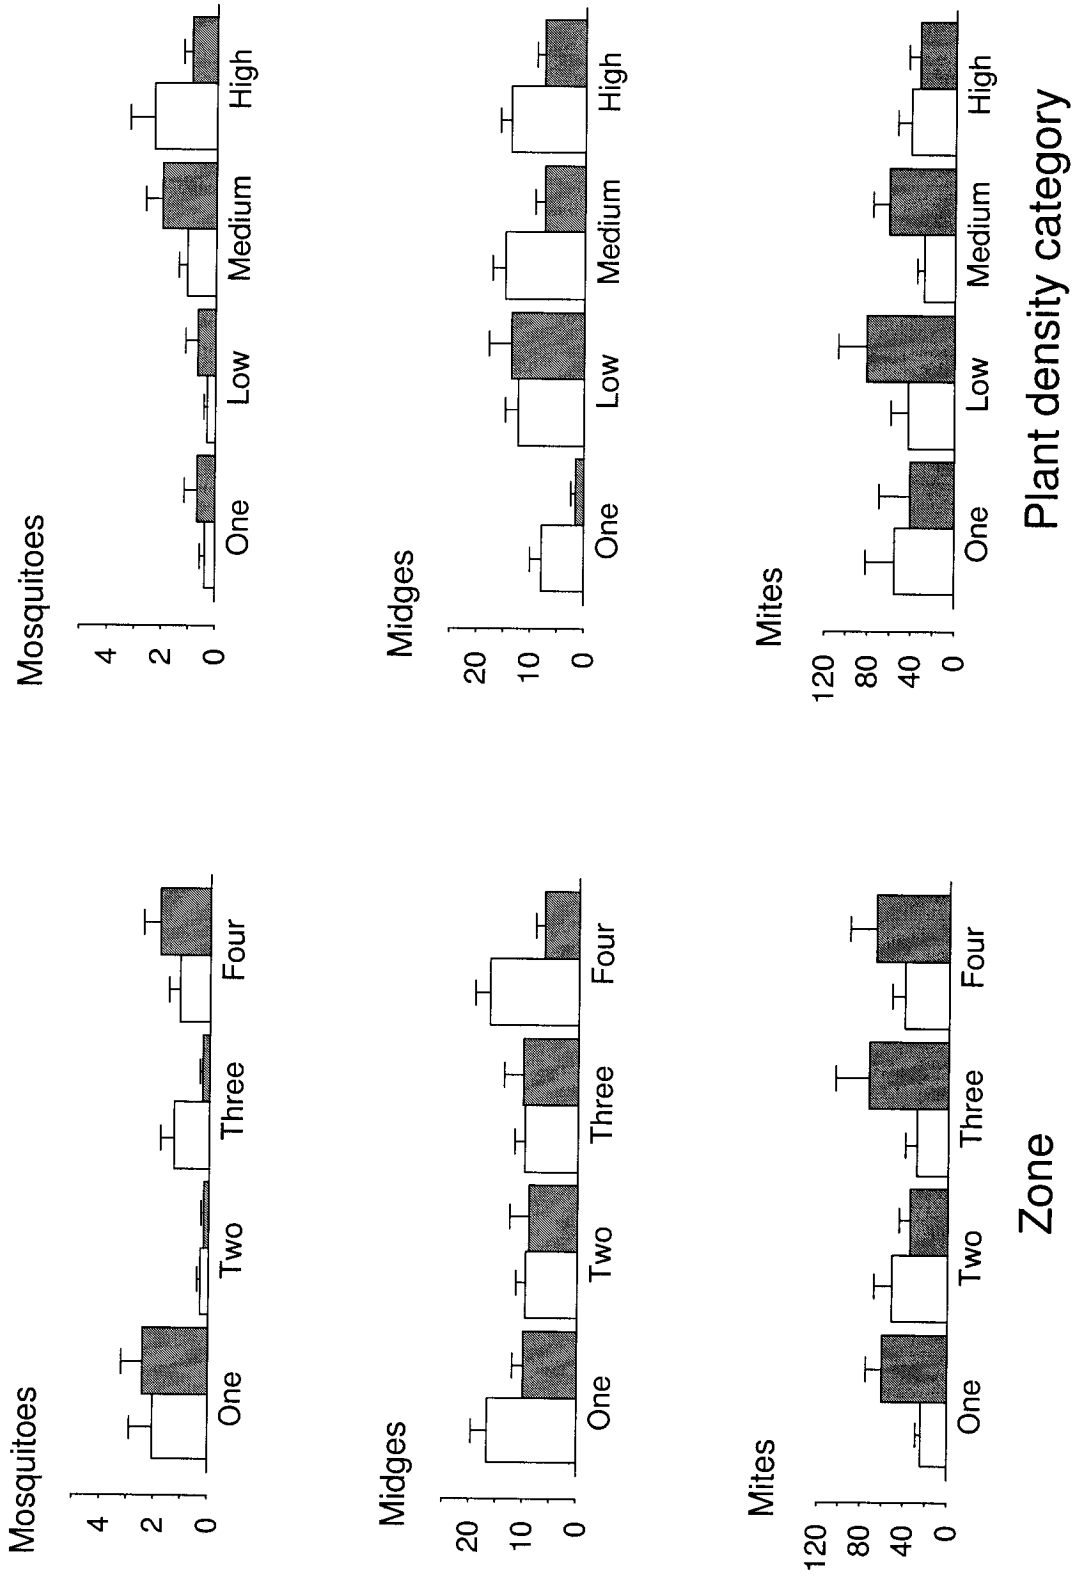 Mosquitoes
4
2
0
One Two Three Four
Midges
20
10
0
One Two Three Four
Mites
120
80
40
0
One Two Three Four
Zone
Mosquitoes
4
2
0
One Low Medium High
Midges
20
10
0
One Low Medium High
Mites
120
80
40
0
One Low Medium High
Plant density category